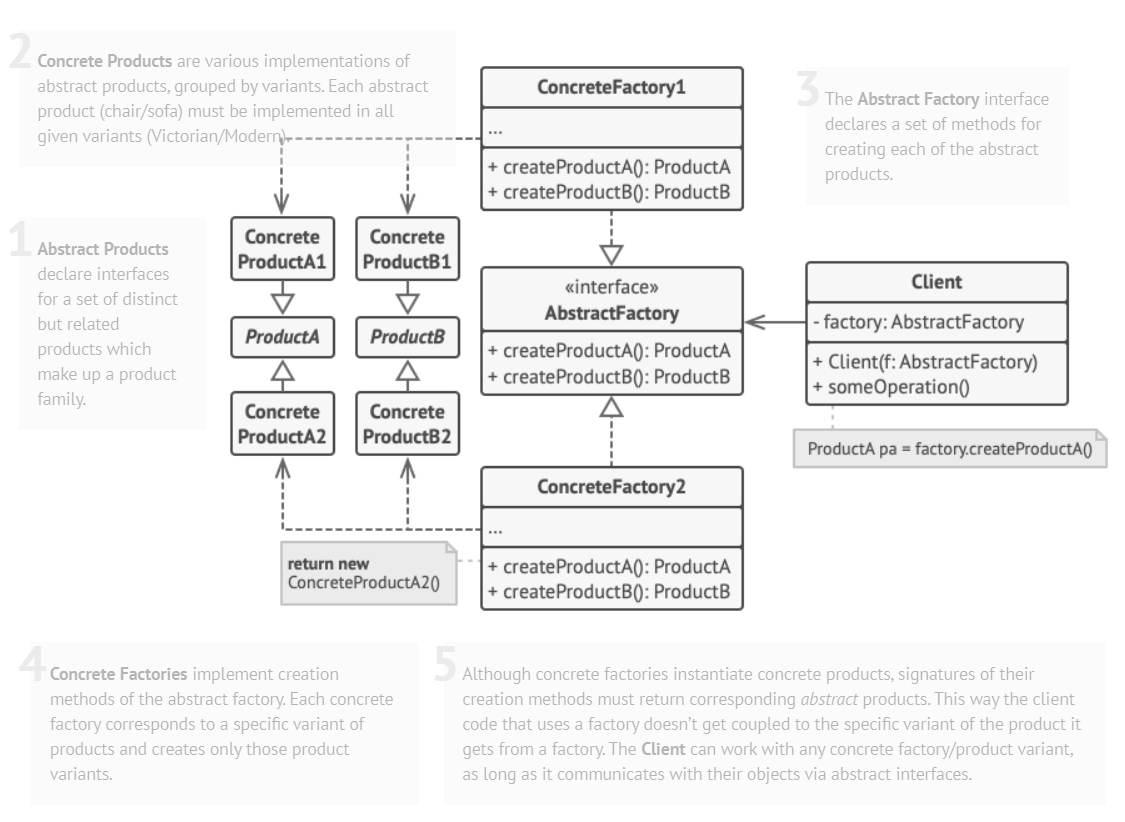 2
Concrete Products are various implementations of
abstract products, grouped by variants. Each abstract
product (chair/sofa) must be implemented in all
given variants (Victorian/Modern).
ConcreteFactory1
...
+ createProductA(): ProductA
+ createProductB(): ProductB
3
The Abstract Factory interface
declares a set of methods for
creating each of the abstract
products.
1
Abstract Products
declare interfaces
for a set of distinct
but related
products which
make up a product
family.
Concrete
ProductA1
Concrete
ProductB1
ProductA
ProductB
Concrete
ProductA2
Concrete
ProductB2
«interface»
AbstractFactory
+ createProductA(): ProductA
+ createProductB(): ProductB
Client
- factory: AbstractFactory
+ Client(f: AbstractFactory)
+ someOperation()
ProductA pa = factory.createProductA()
ConcreteFactory2
...
+ createProductA(): ProductA
+ createProductB(): ProductB
return new
ConcreteProductA2()
4
Concrete Factories implement creation
methods of the abstract factory. Each concrete
factory corresponds to a specific variant of
products and creates only those product
variants.
5
Although concrete factories instantiate concrete products, signatures of their
creation methods must return corresponding abstract products. This way the client
code that uses a factory doesn't get coupled to the specific variant of the product it
gets from a factory. The Client can work with any concrete factory/product variant,
as long as it communicates with their objects via abstract interfaces.